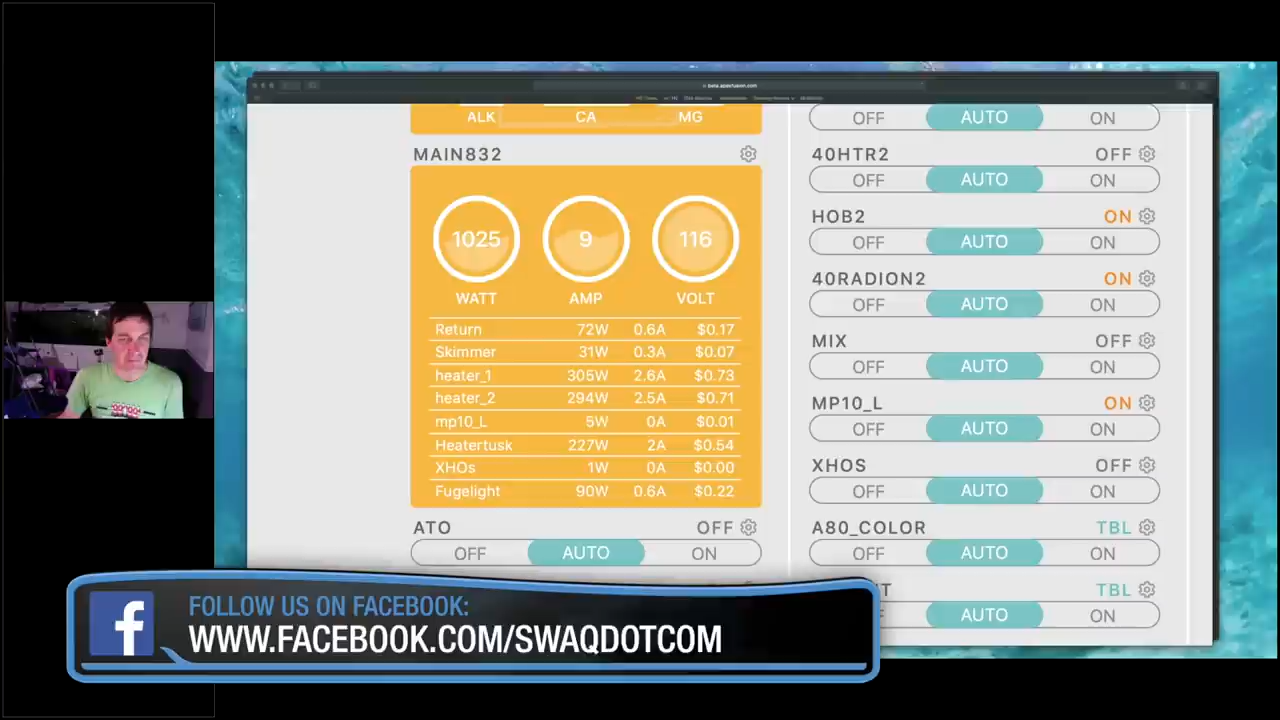 beta.apexfusion.com
ALK CA MG
MAIN832
1025 9 116
WATT AMP VOLT
Return 72W 0.6A $0.17
Skimmer 31W 0.3A $0.07
heater_1 305W 2.6A $0.73
heater_2 294W 2.5A $0.71
mp10_L 5W 0A $0.01
Heatertusk 227W 2A $0.54
XHOs 1W 0A $0.00
Fugelight 90W 0.6A $0.22
ATO OFF
OFF AUTO ON
OFF AUTO ON
40HTR2 OFF
OFF AUTO ON
HOB2 ON
OFF AUTO ON
40RADION2 ON
OFF AUTO ON
MIX OFF
OFF AUTO ON
MP10_L ON
OFF AUTO ON
XHOS OFF
OFF AUTO ON
A80_COLOR TBL
OFF AUTO ON
TBL
OFF AUTO ON
FOLLOW US ON FACEBOOK:
WWW.FACEBOOK.COM/SWAQDOTCOM